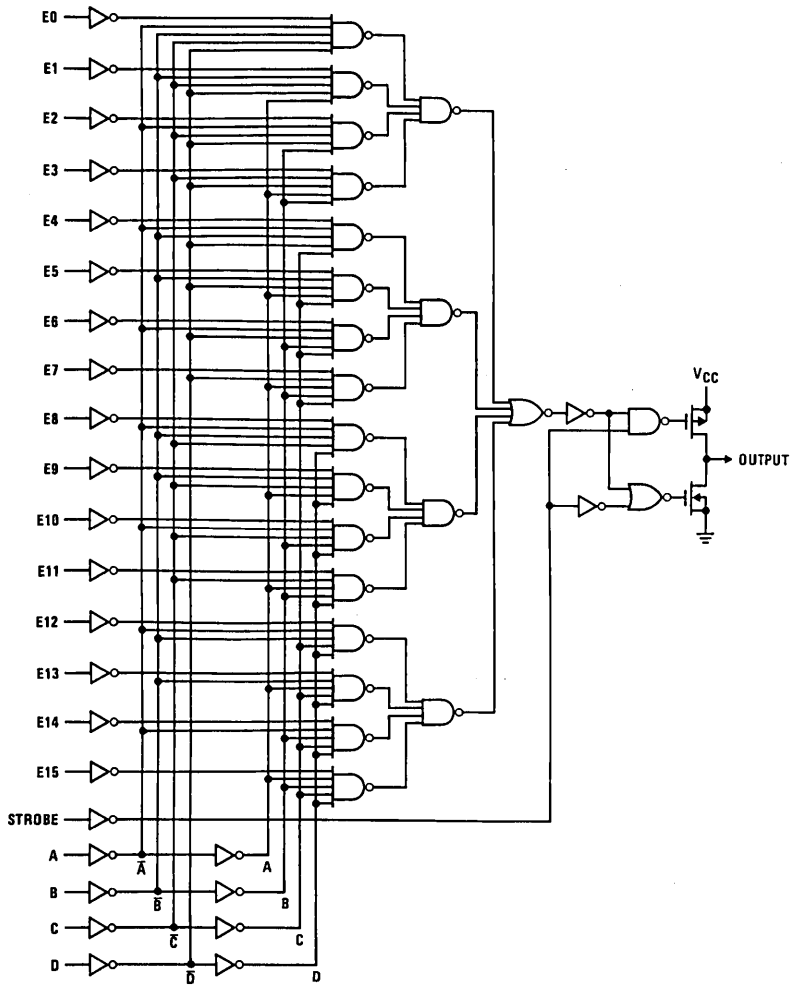 E0
E1
E2
E3
E4
E5
E6
E7
VCC
E8
OUTPUT
E9
E10
E11
E12
E13
E14
E15
STROBE
A
A̅
A
B
B̅
B
C
C̅
C
D
D̅
D